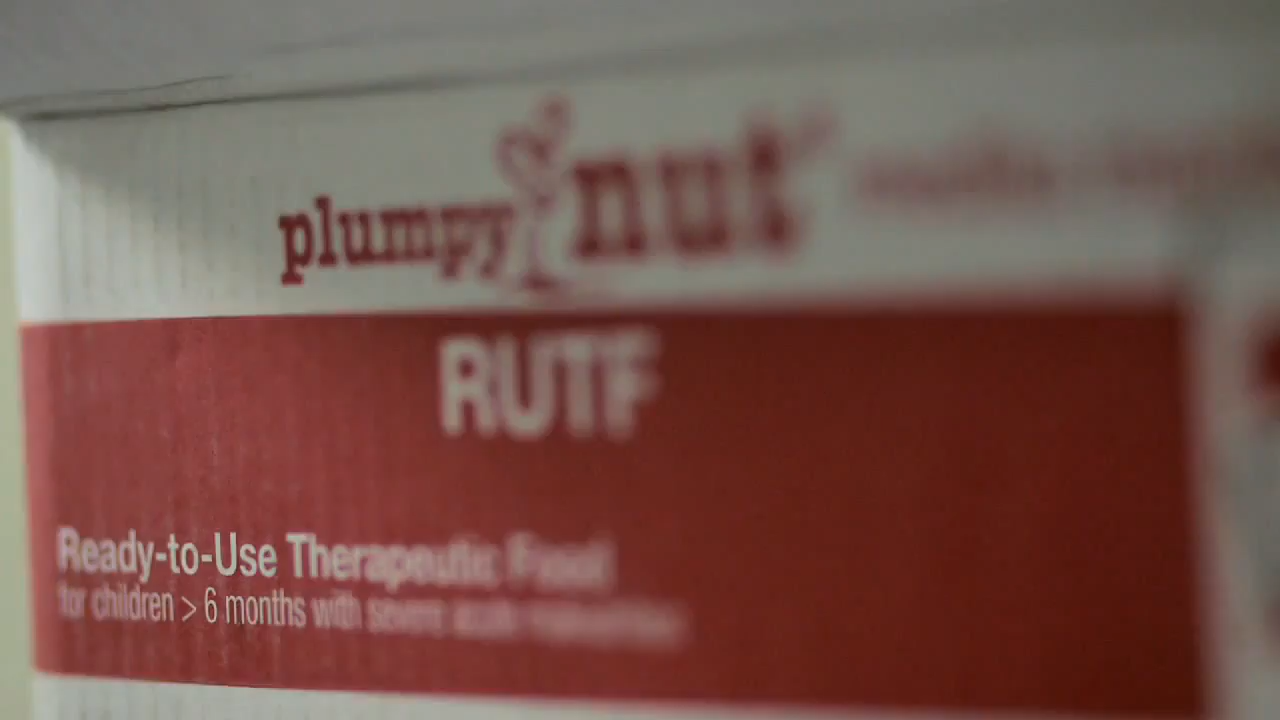 plumpy nut
RUTF
Ready-to-Use Therapeutic Food
for children > 6 months with severe acute